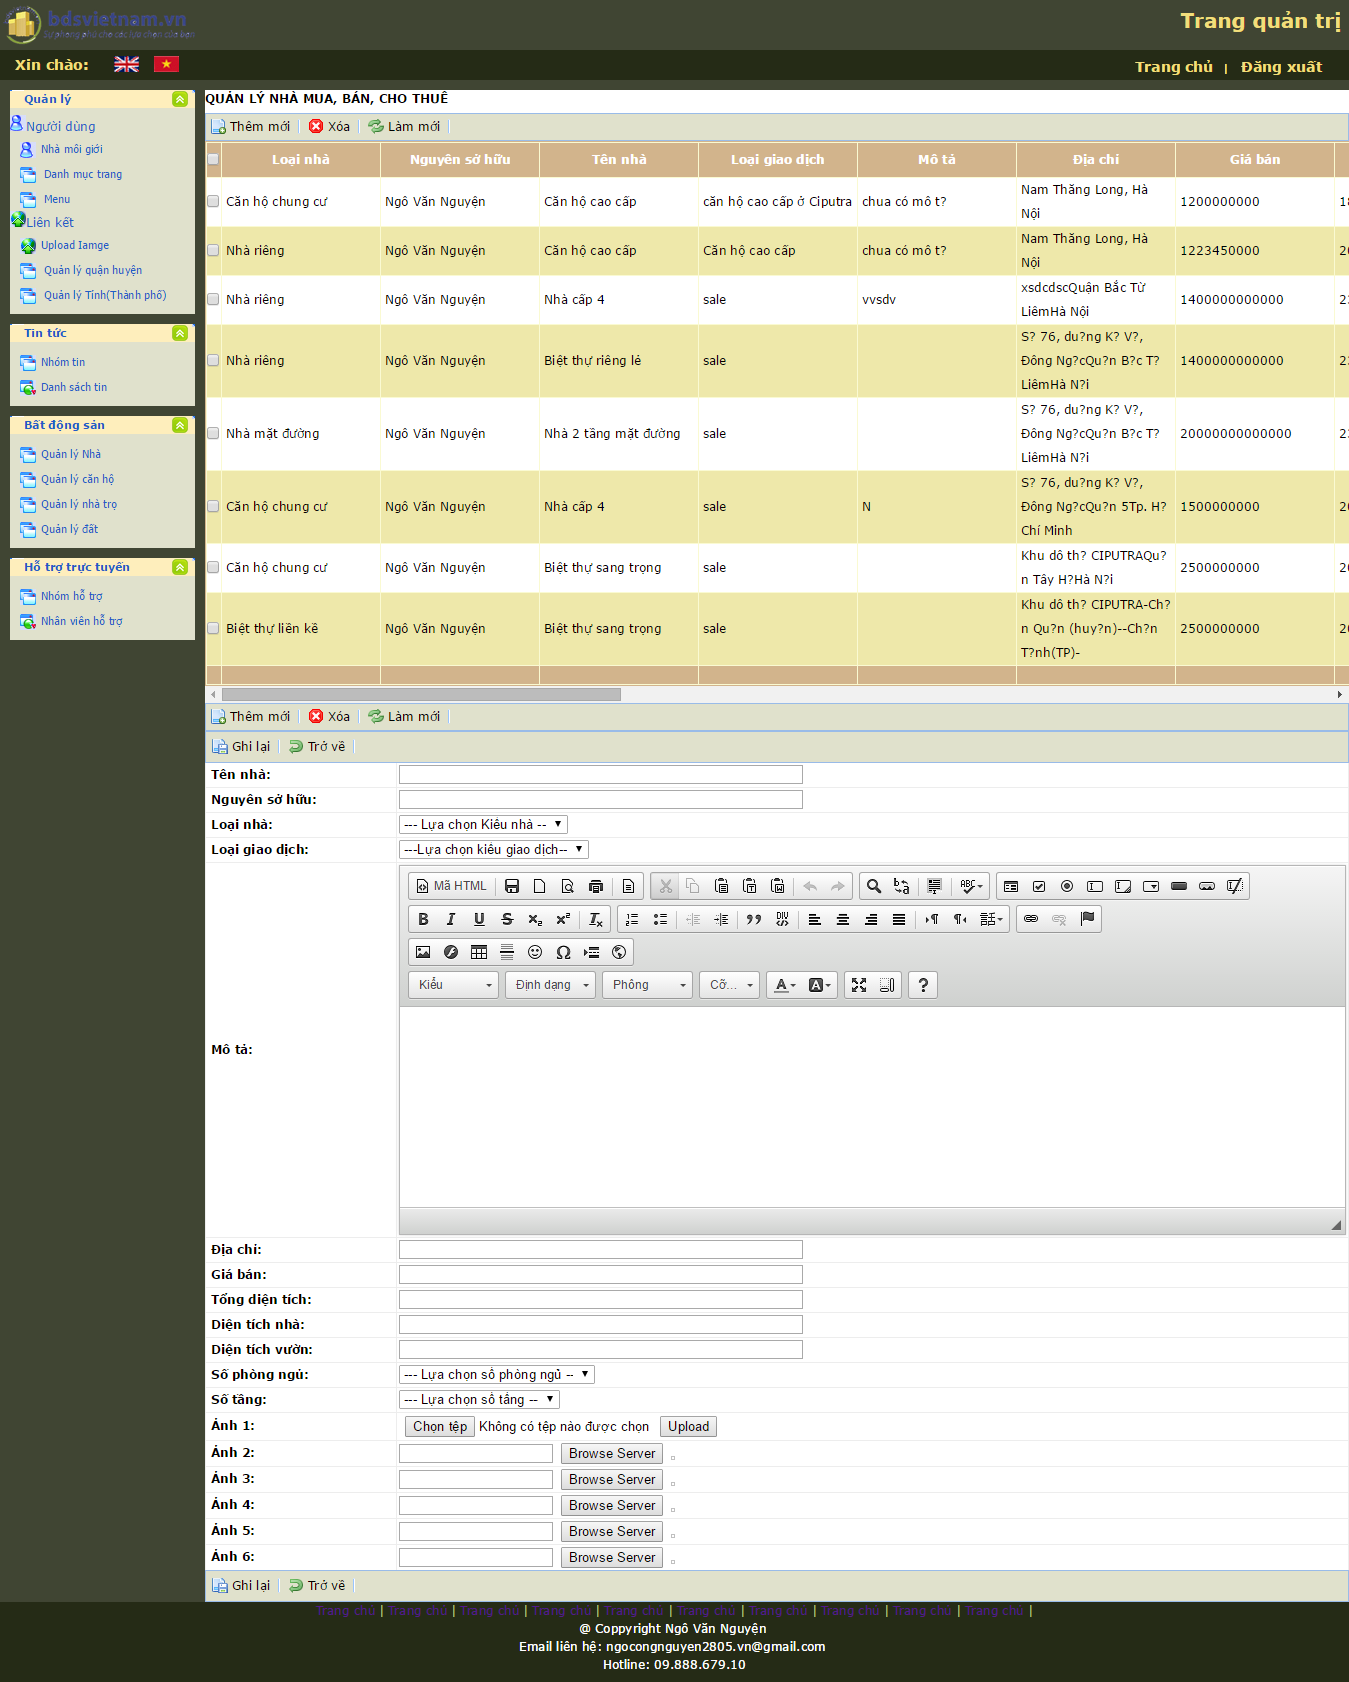 bdsvietnam.vn
Sự phong phú cho các lựa chọn của bạn
Trang quản trị
Xin chào:
Trang chủ | Đăng xuất
Quản lý
Người dùng
Nhà môi giới
Danh mục trang
Menu
Liên kết
Upload Iamge
Quản lý quận huyện
Quản lý Tỉnh(Thành phố)
Tin tức
Nhóm tin
Danh sách tin
Bất động sản
Quản lý Nhà
Quản lý căn hộ
Quản lý nhà trọ
Quản lý đất
Hỗ trợ trực tuyến
Nhóm hỗ trợ
Nhân viên hỗ trợ
QUẢN LÝ NHÀ MUA, BÁN, CHO THUÊ
Thêm mới Xóa Làm mới
Loại nhà Nguyên sở hữu Tên nhà Loại giao dịch Mô tả Địa chỉ Giá bán
Căn hộ chung cư Ngô Văn Nguyện Căn hộ cao cấp căn hộ cao cấp ở Ciputra chua có mô t? Nam Thăng Long, Hà
Nội 1200000000 18
Nhà riêng Ngô Văn Nguyện Căn hộ cao cấp Căn hộ cao cấp chua có mô t? Nam Thăng Long, Hà
Nội 1223450000 20
Nhà riêng Ngô Văn Nguyện Nhà cấp 4 sale vvsdv xsdcdscQuận Bắc Từ
LiêmHà Nội 1400000000000 23
Nhà riêng Ngô Văn Nguyện Biệt thự riêng lẻ sale S? 76, du?ng K? V?,
Đông Ng?cQu?n B?c T? 1400000000000 23
LiêmHà N?i
Nhà mặt đường Ngô Văn Nguyện Nhà 2 tầng mặt đường sale S? 76, du?ng K? V?,
Đông Ng?cQu?n B?c T? 20000000000000 23
LiêmHà N?i
Căn hộ chung cư Ngô Văn Nguyện Nhà cấp 4 sale N S? 76, du?ng K? V?,
Đông Ng?cQu?n 5Tp. H? 1500000000 20
Chí Minh
Căn hộ chung cư Ngô Văn Nguyện Biệt thự sang trọng sale Khu dô th? CIPUTRAQu?
n Tây H?Hà N?i 2500000000 20
Biệt thự liền kề Ngô Văn Nguyện Biệt thự sang trọng sale Khu dô th? CIPUTRA-Ch?
n Qu?n (huy?n)--Ch?n 2500000000 20
T?nh(TP)-
Thêm mới Xóa Làm mới
Ghi lại Trở về
Tên nhà:
Nguyên sở hữu:
Loại nhà: --- Lựa chọn Kiểu nhà --
Loại giao dịch: ---Lựa chọn kiểu giao dịch--
Mã HTML
Kiểu Định dạng Phông Cỡ...
Mô tả:
Địa chỉ:
Giá bán:
Tổng diện tích:
Diện tích nhà:
Diện tích vườn:
Số phòng ngủ: --- Lựa chọn số phòng ngủ --
Số tầng: --- Lựa chọn số tầng --
Ảnh 1: Chọn tệp Không có tệp nào được chọn Upload
Ảnh 2: Browse Server
Ảnh 3: Browse Server
Ảnh 4: Browse Server
Ảnh 5: Browse Server
Ảnh 6: Browse Server
Ghi lại Trở về
Trang chủ | Trang chủ | Trang chủ | Trang chủ | Trang chủ | Trang chủ | Trang chủ | Trang chủ | Trang chủ | Trang chủ |
@ Coppyright Ngô Văn Nguyện
Email liên hệ: ngocongnguyen2805.vn@gmail.com
Hotline: 09.888.679.10